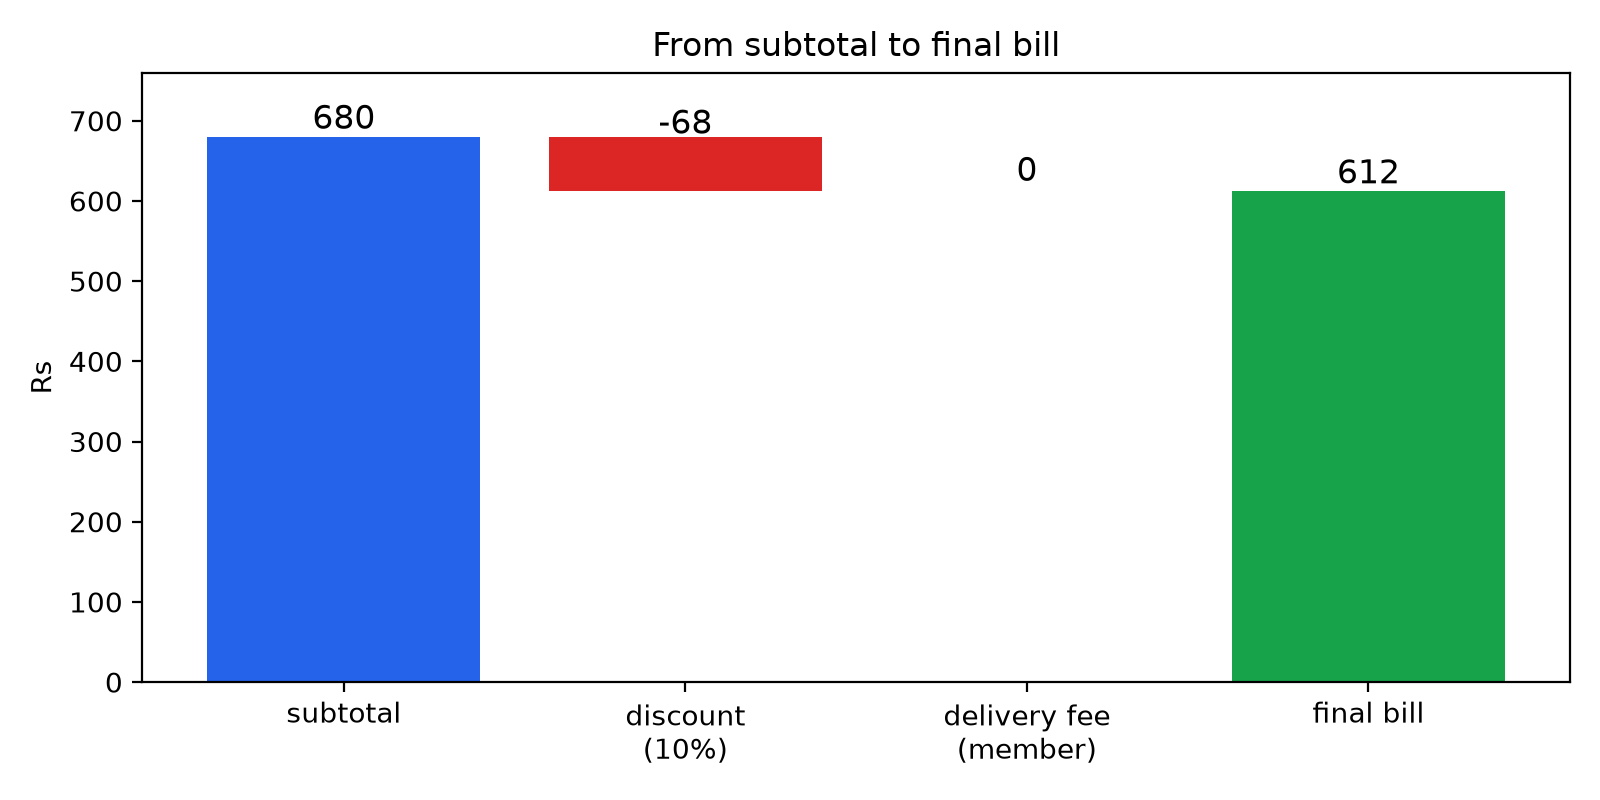 From subtotal to final bill
Rs
700
600
500
400
300
200
100
0
680
-68
0
612
subtotal
discount
(10%)
delivery fee
(member)
final bill